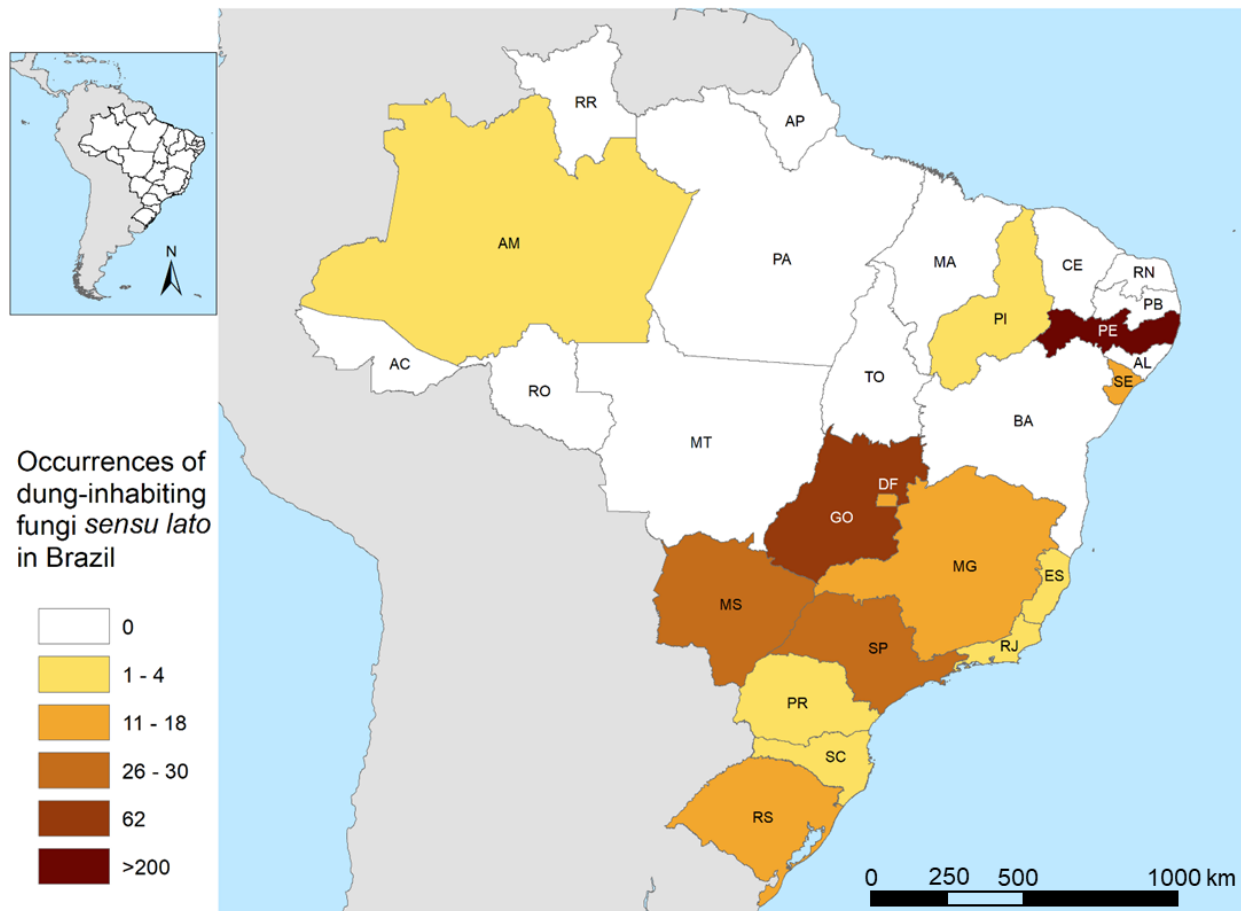 N
RR
AP
AM
PA
MA
CE
RN
PB
PI
PE
AL
SE
AC
RO
TO
BA
MT
DF
GO
MG
ES
MS
SP
RJ
PR
SC
RS
Occurrences of
dung-inhabiting
fungi sensu lato
in Brazil
0
1 - 4
11 - 18
26 - 30
62
>200
0 250 500 1000 km